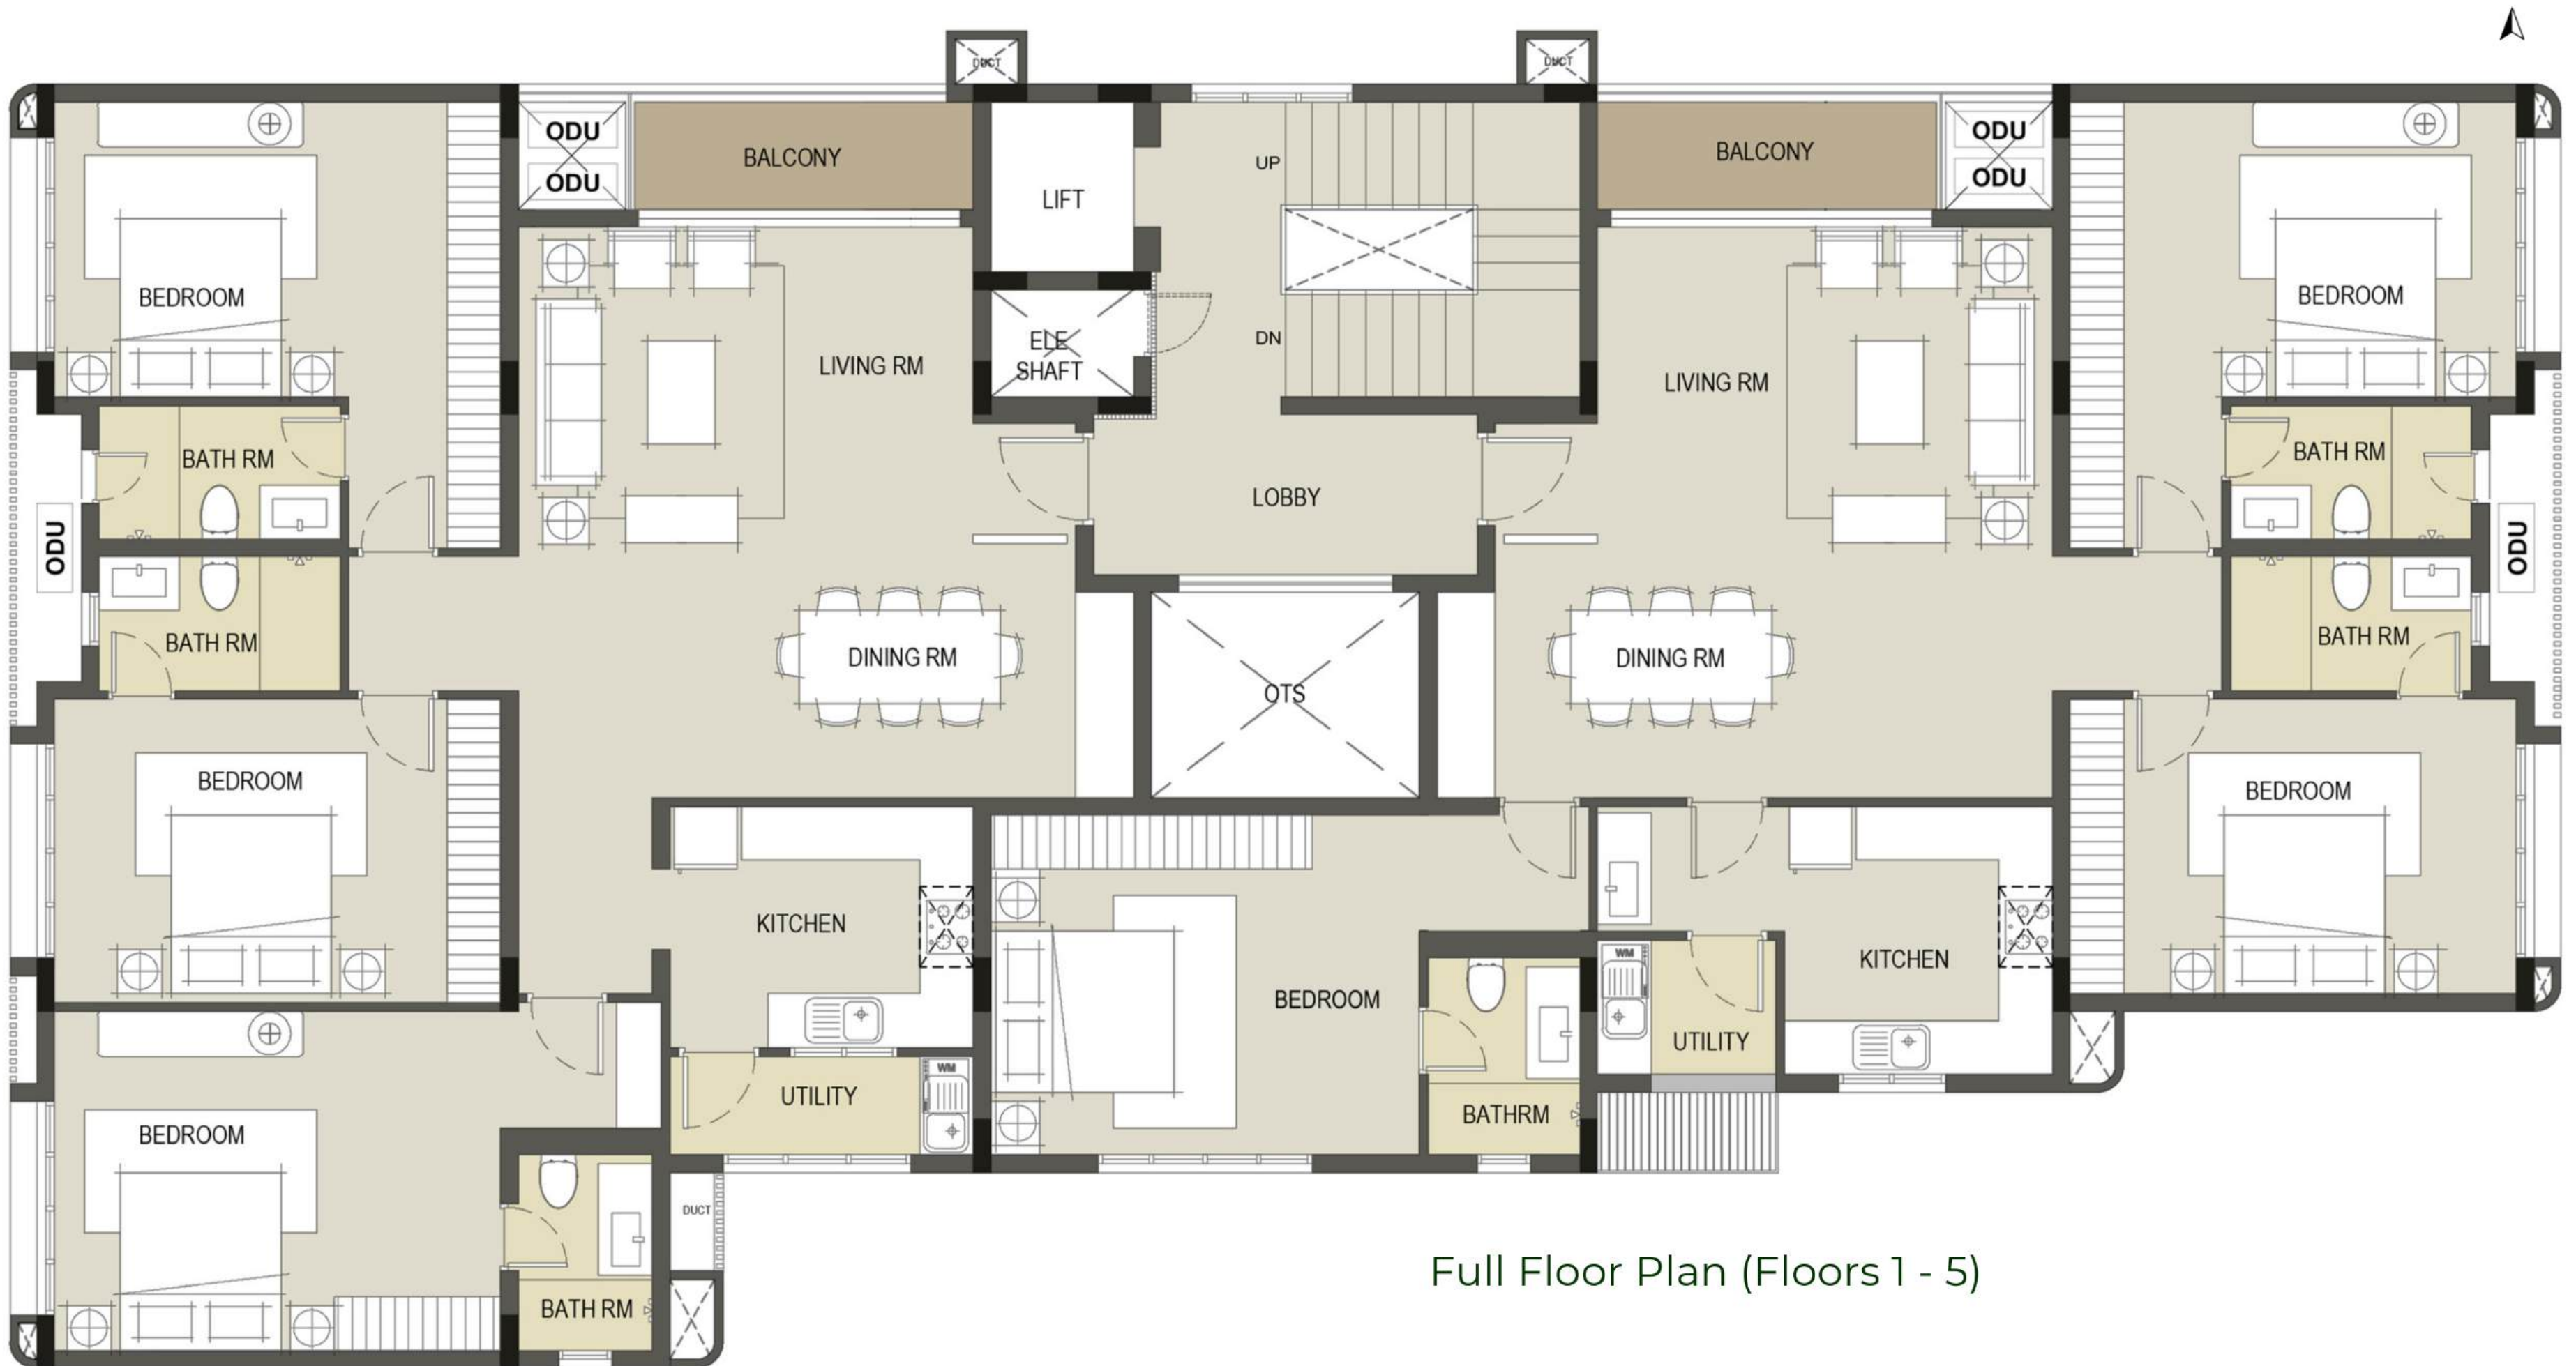 DUCT
DUCT
ODU
ODU
BALCONY
LIFT
UP
BALCONY
ODU
ODU
BEDROOM
LIVING RM
ELE
SHAFT
DN
LIVING RM
BEDROOM
BATH RM
LOBBY
BATH RM
ODU
ODU
BATH RM
DINING RM
OTS
DINING RM
BATH RM
BEDROOM
BEDROOM
KITCHEN
BEDROOM
WM
KITCHEN
UTILITY
WM
UTILITY
BEDROOM
BATHRM
DUCT
BATH RM
Full Floor Plan (Floors 1 - 5)